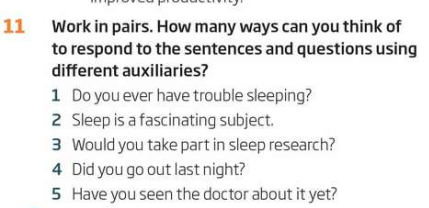 improved productivity.
11 Work in pairs. How many ways can you think of
to respond to the sentences and questions using
different auxiliaries?
1 Do you ever have trouble sleeping?
2 Sleep is a fascinating subject.
3 Would you take part in sleep research?
4 Did you go out last night?
5 Have you seen the doctor about it yet?